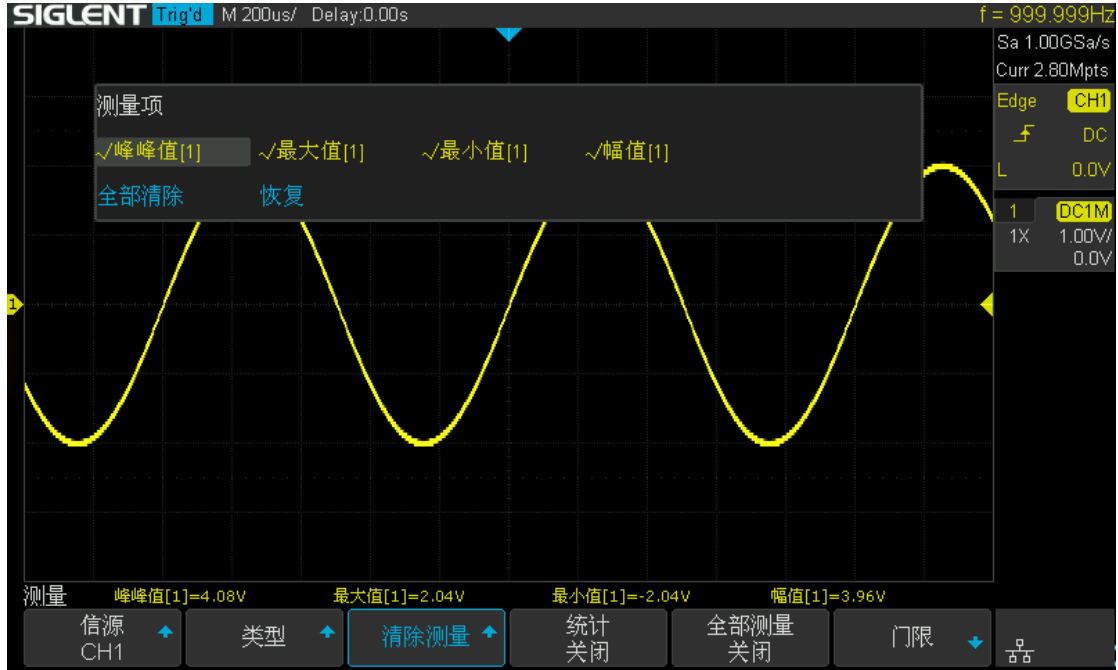 SIGLENT Trig'd M 200us/ Delay:0.00s f = 999.999Hz
Sa 1.00GSa/s
Curr 2.80Mpts
Edge CH1
DC
L 0.0V
1 DC1M
1X 1.00V/
0.0V
测量项
√峰峰值[1] √最大值[1] √最小值[1] √幅值[1]
全部清除 恢复
1
测量 峰峰值[1]=4.08V 最大值[1]=2.04V 最小值[1]=-2.04V 幅值[1]=3.96V
信源 类型 清除测量 统计 全部测量 门限
CH1 关闭 关闭